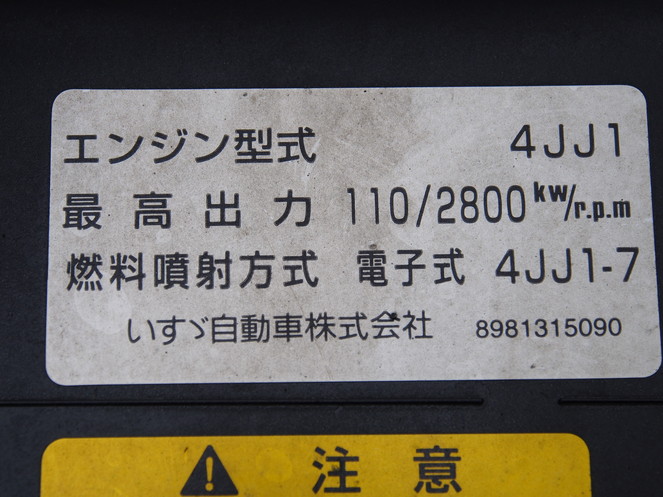 エンジン型式 4JJ1
最高出力 110/2800 kw/r.p.m
燃料噴射方式 電子式 4JJ1-7
いすゞ自動車株式会社 8981315090
注意